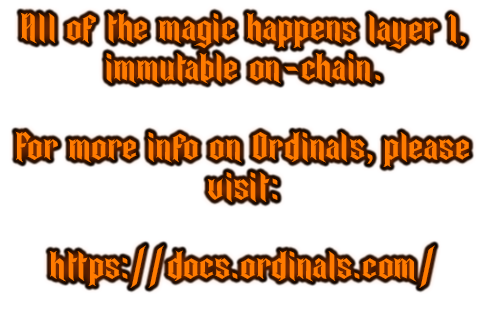 All of the magic happens layer 1,
immutable on-chain.
For more info on Ordinals, please
visit:
https://docs.ordinals.com/